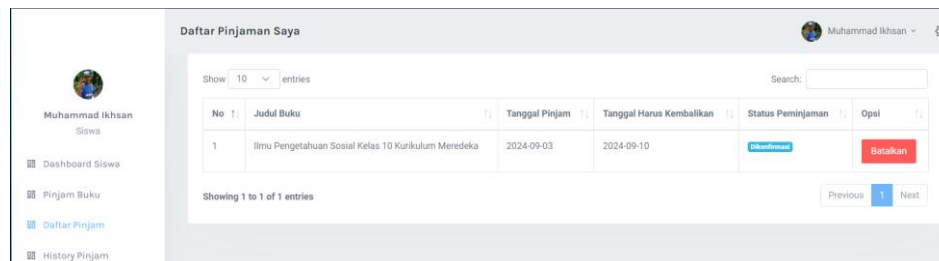 Daftar Pinjaman Saya
Muhammad Ikhsan
Muhammad Ikhsan
Siswa
Dashboard Siswa
Pinjam Buku
Daftar Pinjam
History Pinjam
Show 10 entries
Search:
No Judul Buku Tanggal Pinjam Tanggal Harus Kembalikan Status Peminjaman Opsi
1 Ilmu Pengetahuan Sosial Kelas 10 Kurikulum Meredeka 2024-09-03 2024-09-10 Dikonfirmasi Batalkan
Showing 1 to 1 of 1 entries
Previous 1 Next